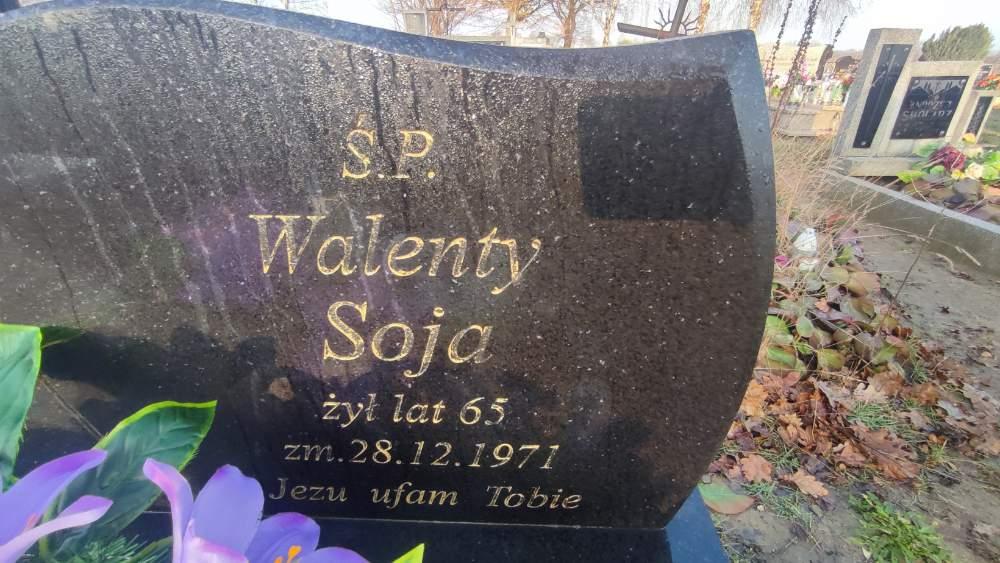 Ś.P.
Walenty
Soja
żył lat 65
zm.28.12.1971
Jezu ufam Tobie